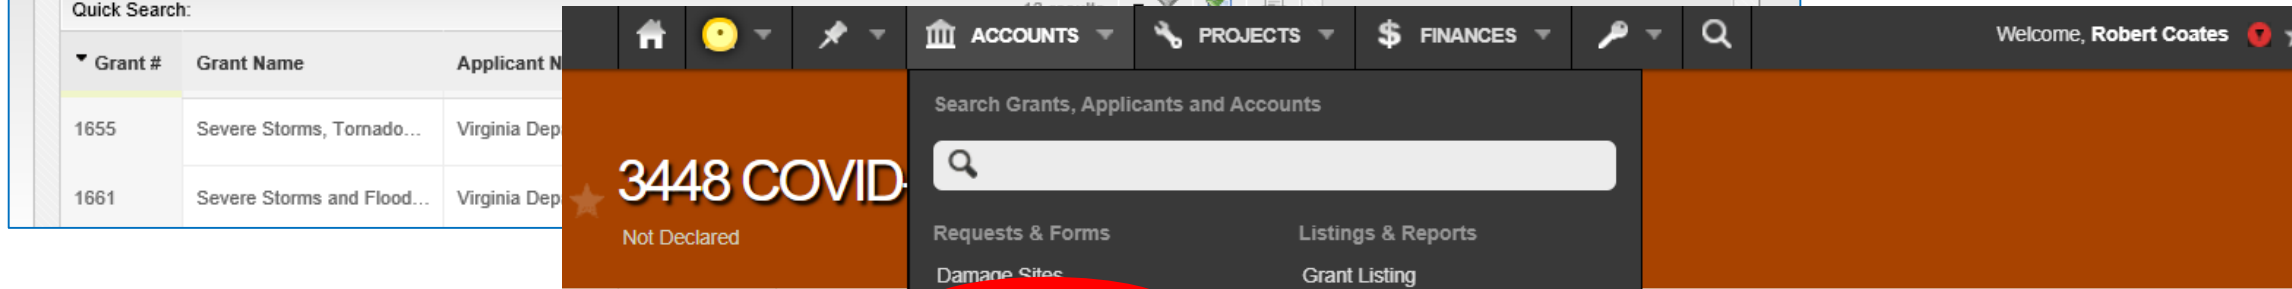 Quick Search:
Grant # Grant Name Applicant N
1655 Severe Storms, Tornado... Virginia Dep
1661 Severe Storms and Flood... Virginia Dep
ACCOUNTS PROJECTS $ FINANCES Welcome, Robert Coates
Search Grants, Applicants and Accounts
3448 COVID-
Not Declared
Requests & Forms Listings & Reports
Damage Sites Grant Listing